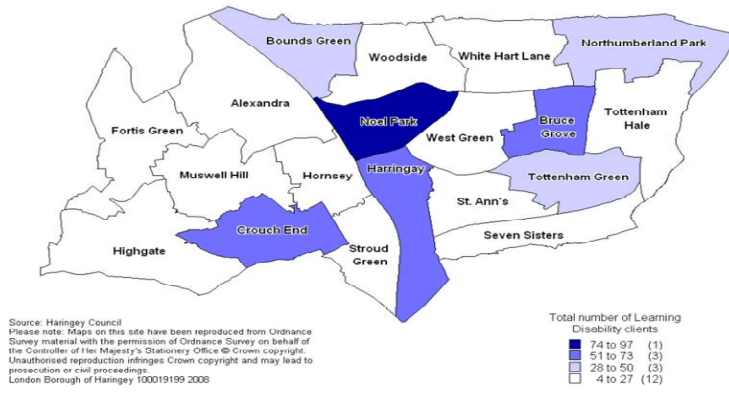 Bounds Green
Woodside
White Hart Lane
Northumberland Park
Alexandra
Noel Park
Bruce
Grove
Tottenham
Hale
Fortis Green
West Green
Muswell Hill
Hornsey
Harringay
Tottenham Green
St. Ann's
Crouch End
Seven Sisters
Highgate
Stroud
Green
Source: Haringey Council
Please note: Maps on this site have been reproduced from Ordnance
Survey material with the permission of Ordnance Survey on behalf of
the Controller of Her Majesty's Stationery Office © Crown copyright.
Unauthorised reproduction infringes Crown copyright and may lead to
prosecution or civil proceedings.
London Borough of Haringey 100019199 2008
Total number of Learning
Disability clients
74 to 97 (1)
51 to 73 (3)
28 to 50 (3)
4 to 27 (12)